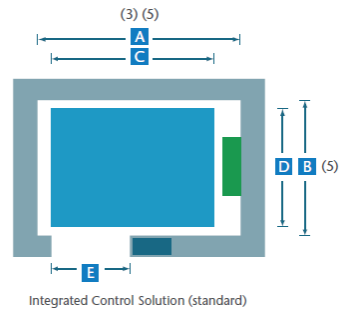 (3) (5)
A
C
D B (5)
E
Integrated Control Solution (standard)